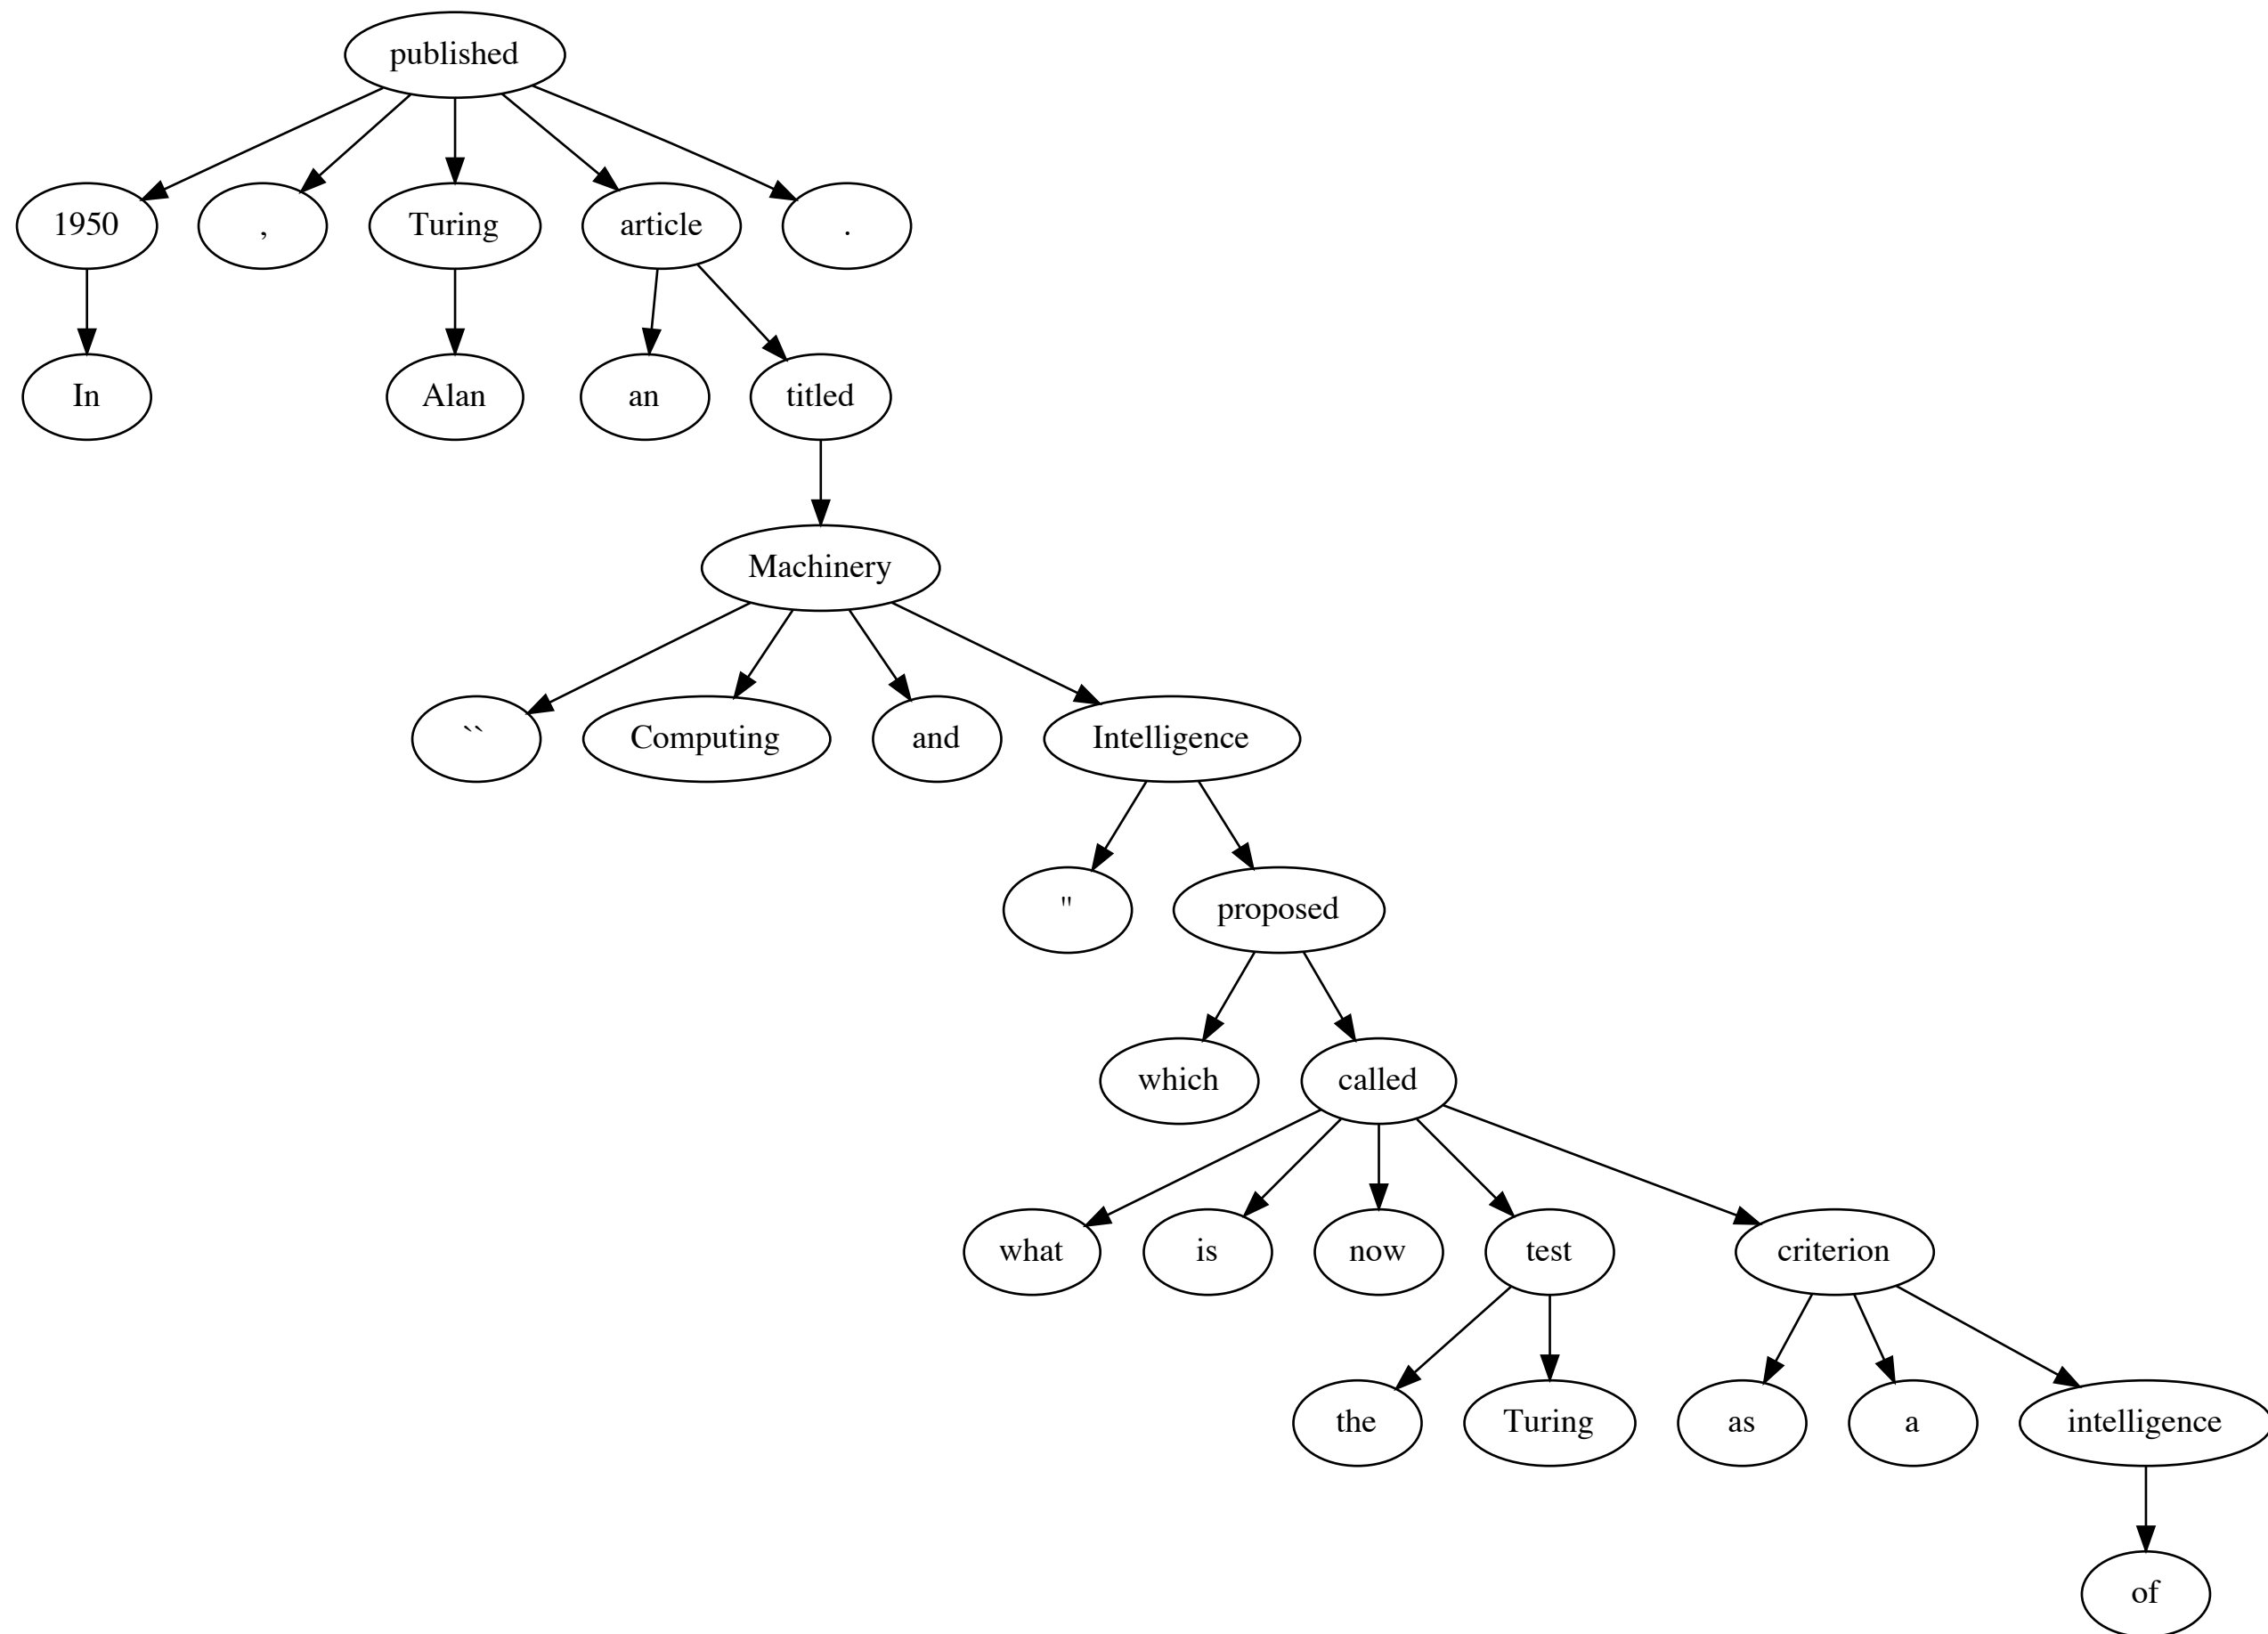 published
1950 , Turing article .
In Alan an titled
Machinery
`` Computing and Intelligence
" proposed
which called
what is now test criterion
the Turing as a intelligence
of